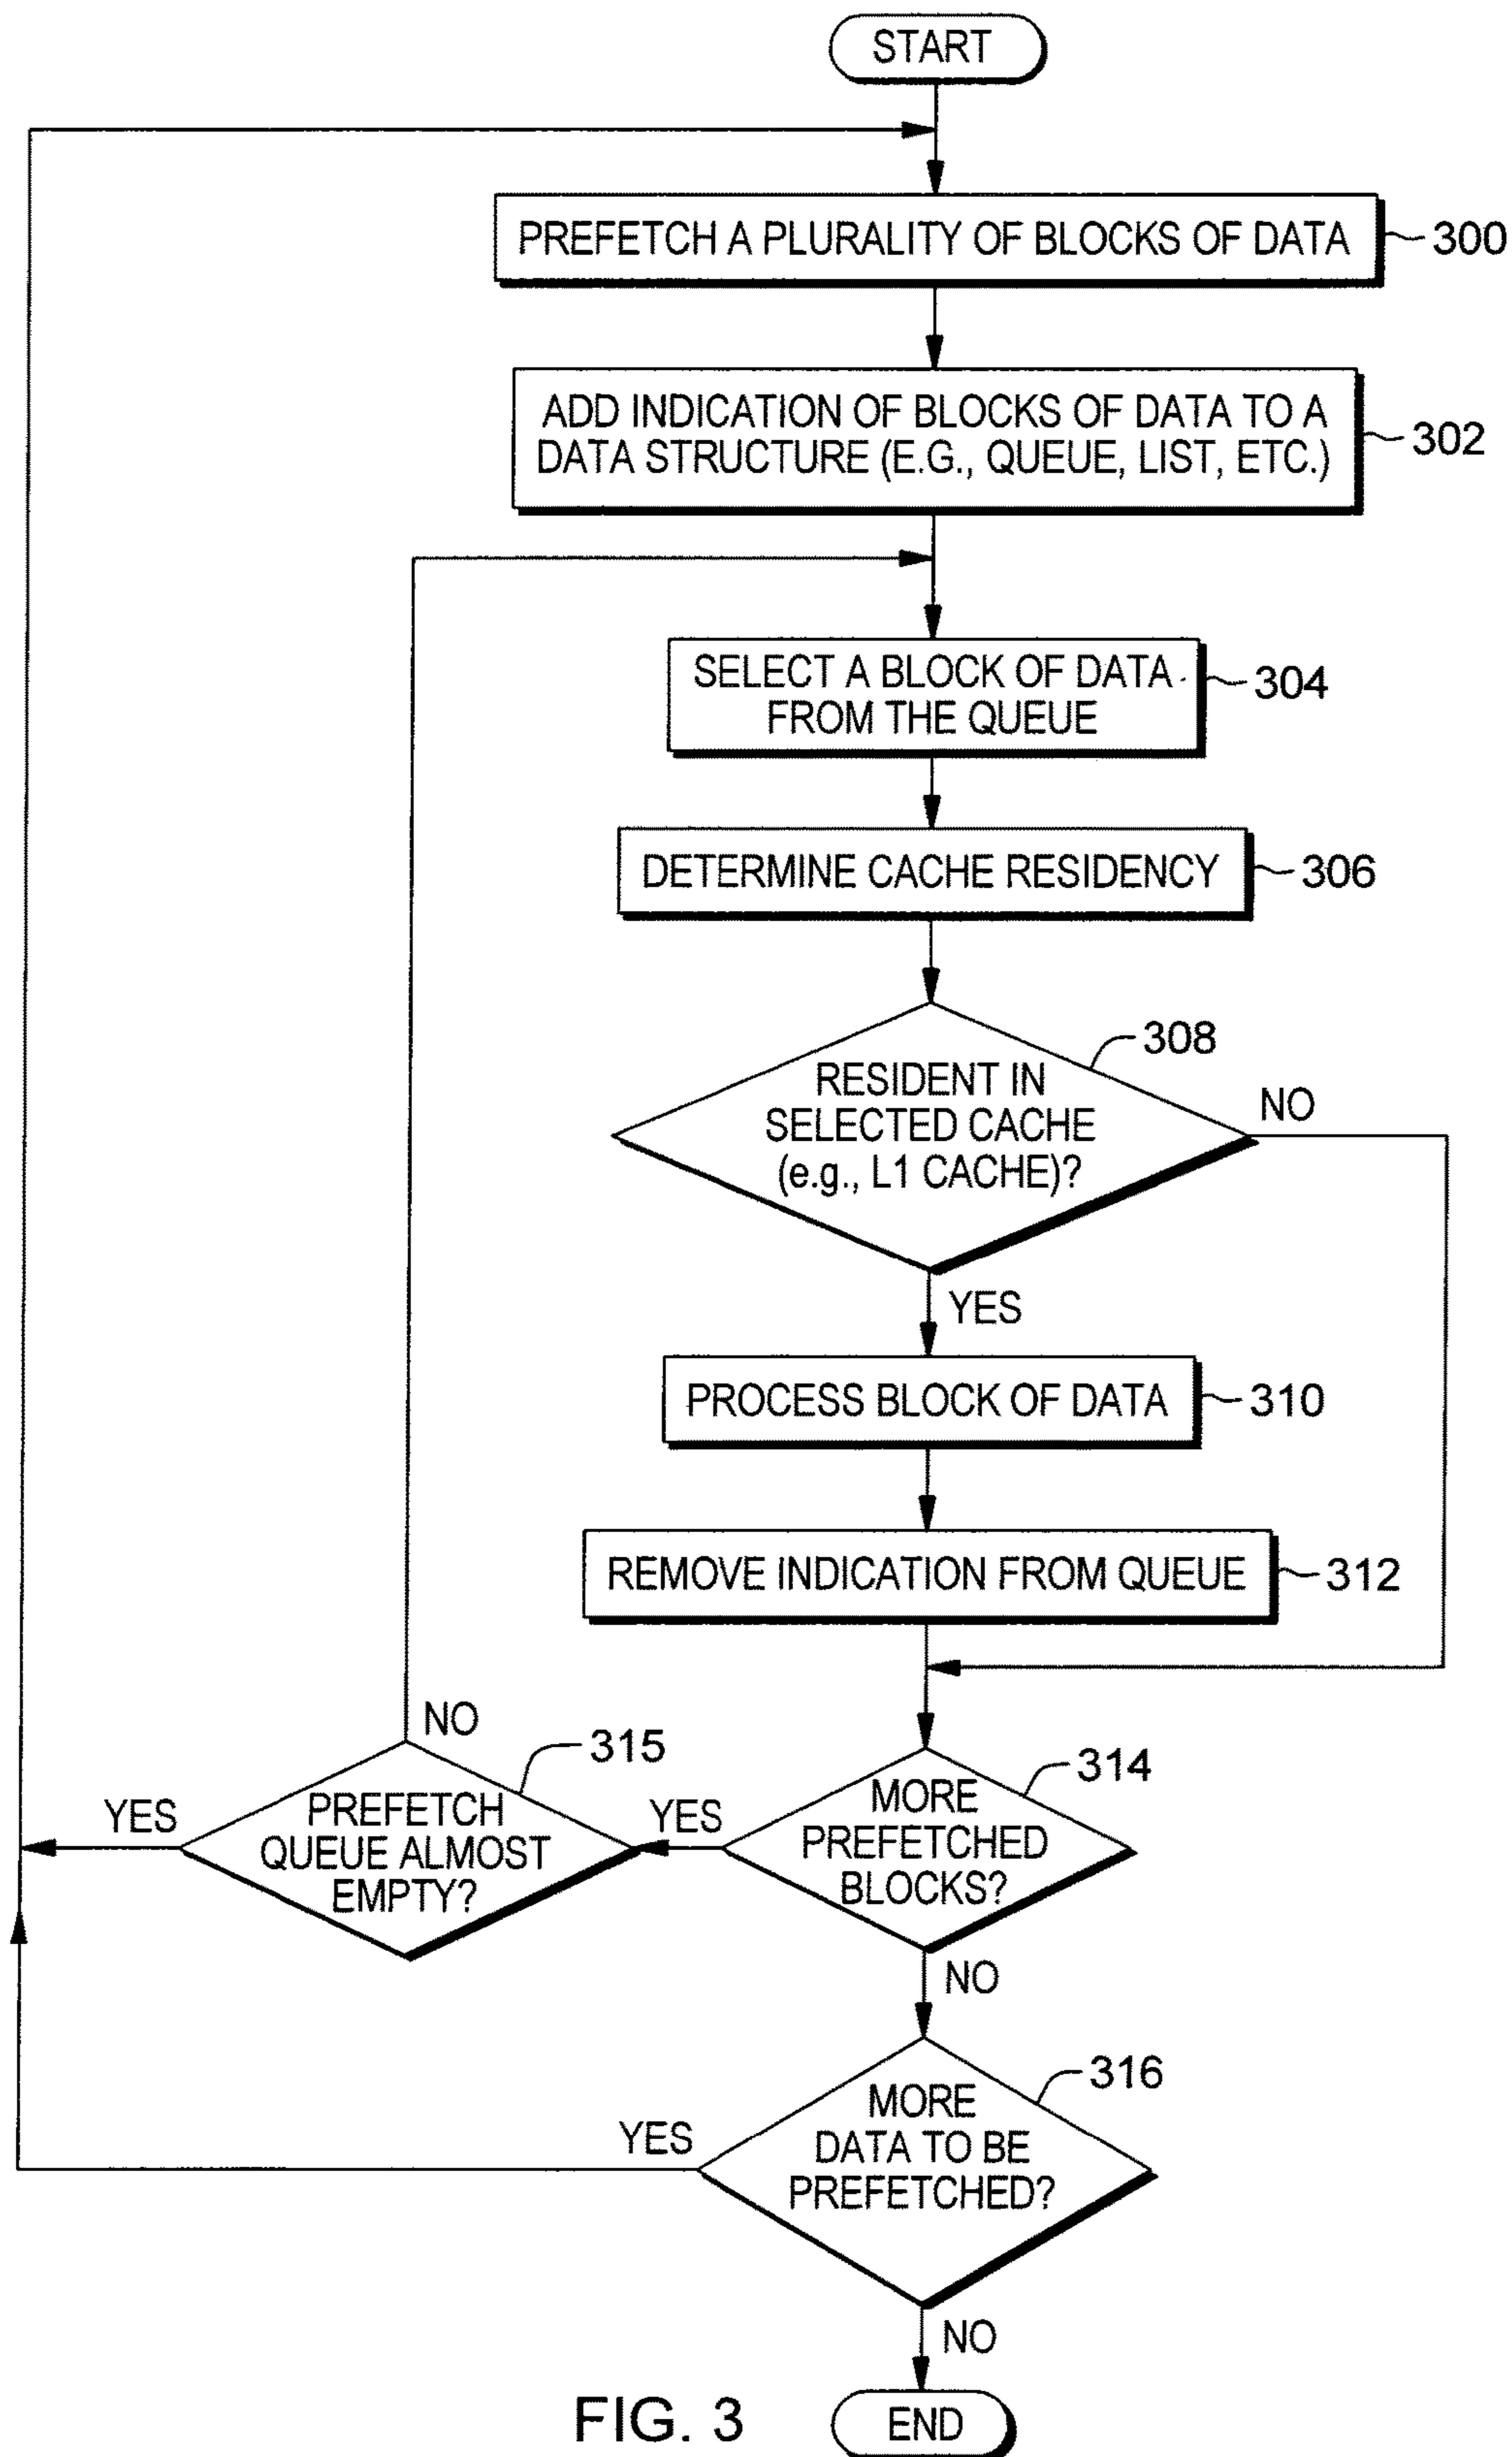 START
PREFETCH A PLURALITY OF BLOCKS OF DATA
300
ADD INDICATION OF BLOCKS OF DATA TO A
DATA STRUCTURE (E.G., QUEUE, LIST, ETC.)
302
SELECT A BLOCK OF DATA
FROM THE QUEUE
304
DETERMINE CACHE RESIDENCY
306
308
RESIDENT IN
SELECTED CACHE
(e.g., L1 CACHE)?
NO
YES
PROCESS BLOCK OF DATA
310
REMOVE INDICATION FROM QUEUE
312
314
MORE
PREFETCHED
BLOCKS?
YES
NO
315
PREFETCH
QUEUE ALMOST
EMPTY?
NO
YES
316
MORE
DATA TO BE
PREFETCHED?
YES
NO
END
FIG. 3